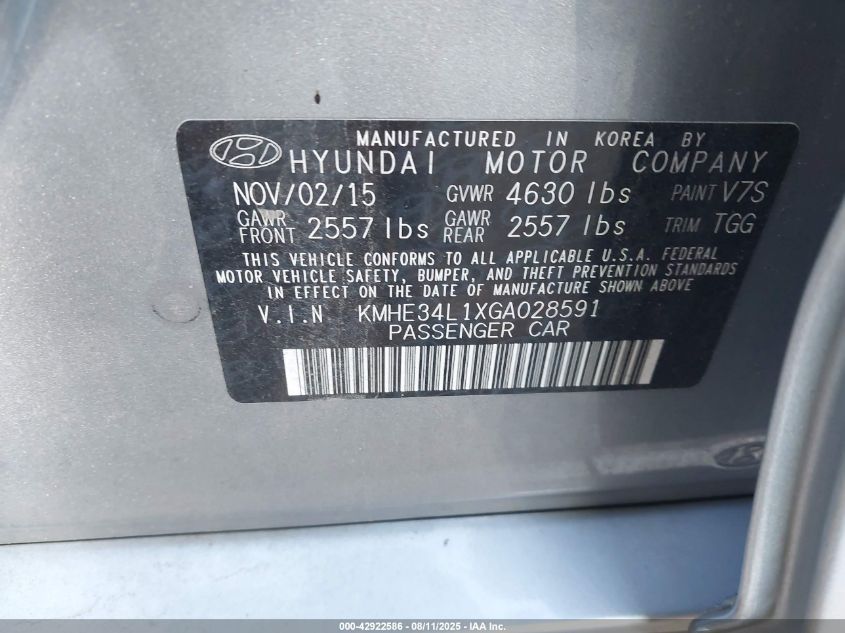 MANUFACTURED IN KOREA BY
HYUNDAI MOTOR COMPANY
NOV/02/15 GVWR 4630 lbs PAINT V7S
GAWR FRONT 2557 lbs GAWR REAR 2557 lbs TRIM TGG
THIS VEHICLE CONFORMS TO ALL APPLICABLE U.S.A. FEDERAL
MOTOR VEHICLE SAFETY, BUMPER, AND THEFT PREVENTION STANDARDS
IN EFFECT ON THE DATE OF MANUFACTURE SHOWN ABOVE
V.I.N KMHE34L1XGA028591
PASSENGER CAR
000-42922586 - 08/11/2025 - IAA Holdings, LLC.